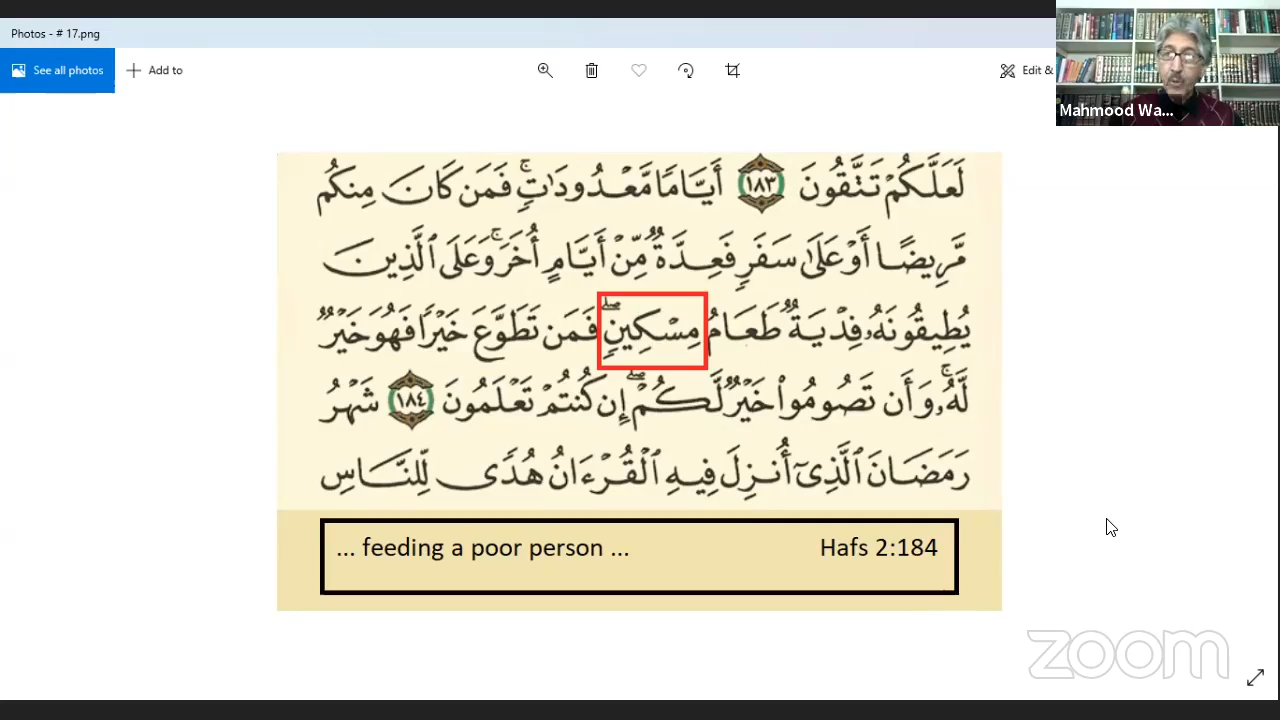 Photos - # 17.png
See all photos
Add to
Edit &
Mahmood Wa...
لَعَلَّكُمْ تَتَّقُونَ ١٨٣ أَيَّامًا مَّعْدُودَٰتٍ ۚ فَمَن كَانَ مِنكُم
مَّرِيضًا أَوْ عَلَىٰ سَفَرٍ فَعِدَّةٌ مِّنْ أَيَّامٍ أُخَرَ ۚ وَعَلَى ٱلَّذِينَ
يُطِيقُونَهُۥ فِدْيَةٌ طَعَامُ مِسْكِينٍ ۖ فَمَن تَطَوَّعَ خَيْرًا فَهُوَ خَيْرٌ
لَّهُۥ ۚ وَأَن تَصُومُوا۟ خَيْرٌ لَّكُمْ ۖ إِن كُنتُمْ تَعْلَمُونَ ١٨٤ شَهْرُ
رَمَضَانَ ٱلَّذِىٓ أُنزِلَ فِيهِ ٱلْقُرْءَانُ هُدًى لِّلنَّاسِ
... feeding a poor person ... Hafs 2:184
zoom